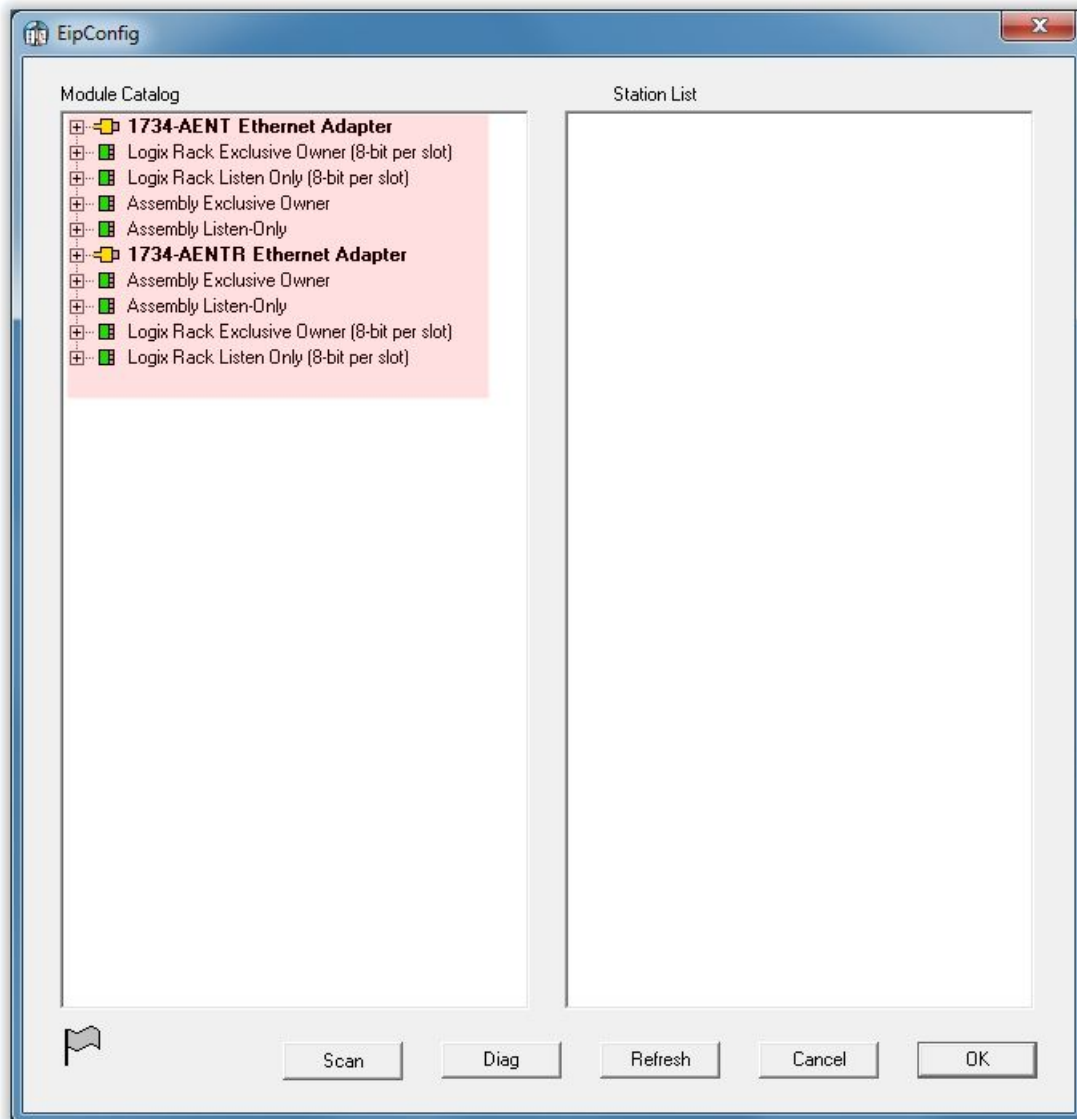 EipConfig
Module Catalog
Station List
1734-AENT Ethernet Adapter
Logix Rack Exclusive Owner (8-bit per slot)
Logix Rack Listen Only (8-bit per slot)
Assembly Exclusive Owner
Assembly Listen-Only
1734-AENTR Ethernet Adapter
Assembly Exclusive Owner
Assembly Listen-Only
Logix Rack Exclusive Owner (8-bit per slot)
Logix Rack Listen Only (8-bit per slot)
Scan
Diag
Refresh
Cancel
OK